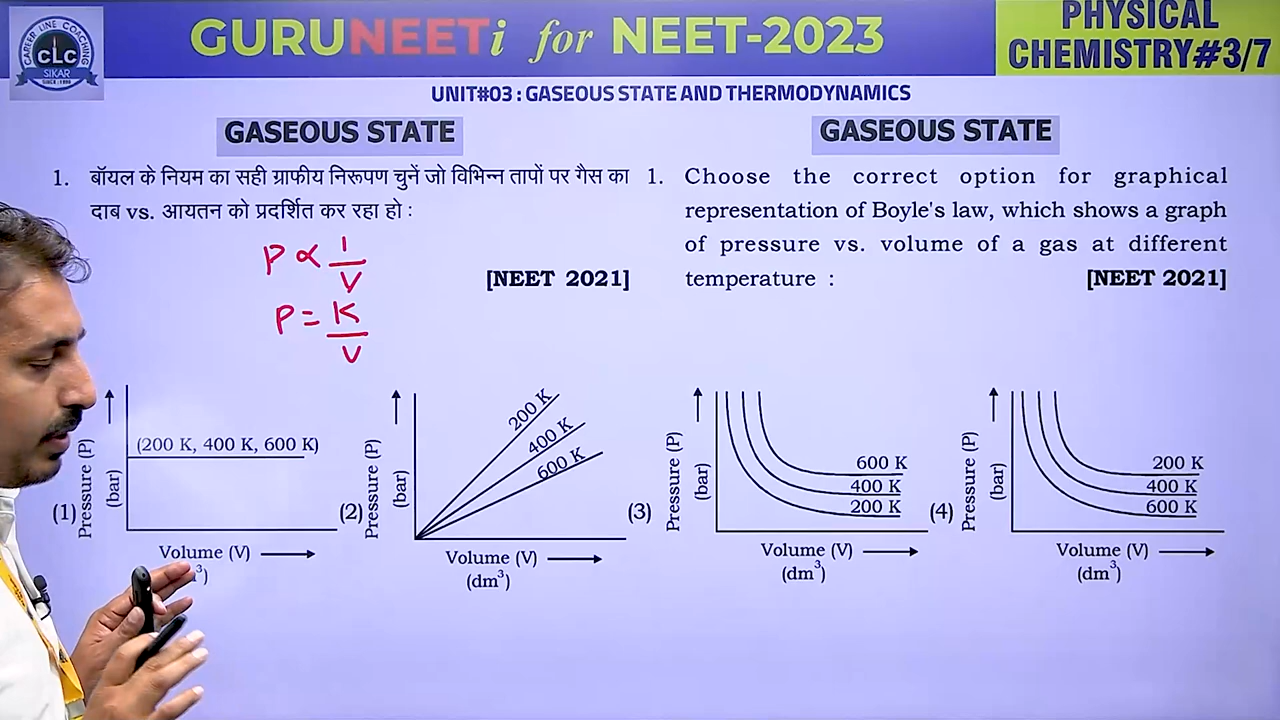 CAREER LINE COACHING
CLC
SIKAR
SINCE : 1996
GURUNEETi for NEET-2023
PHYSICAL
CHEMISTRY#3/7
UNIT#03 : GASEOUS STATE AND THERMODYNAMICS
GASEOUS STATE
1. बॉयल के नियम का सही ग्राफीय निरूपण चुनें जो विभिन्न तापों पर गैस का
दाब vs. आयतन को प्रदर्शित कर रहा हो :
[NEET 2021]
P ∝ 1/V
P = K/V
GASEOUS STATE
1. Choose the correct option for graphical
representation of Boyle's law, which shows a graph
of pressure vs. volume of a gas at different
temperature :
[NEET 2021]
(1)
Pressure (P)
(bar)
(200 K, 400 K, 600 K)
Volume (V)
³)
(2)
Pressure (P)
(bar)
200 K
400 K
600 K
Volume (V)
(dm³)
(3)
Pressure (P)
(bar)
600 K
400 K
200 K
Volume (V)
(dm³)
(4)
Pressure (P)
(bar)
200 K
400 K
600 K
Volume (V)
(dm³)